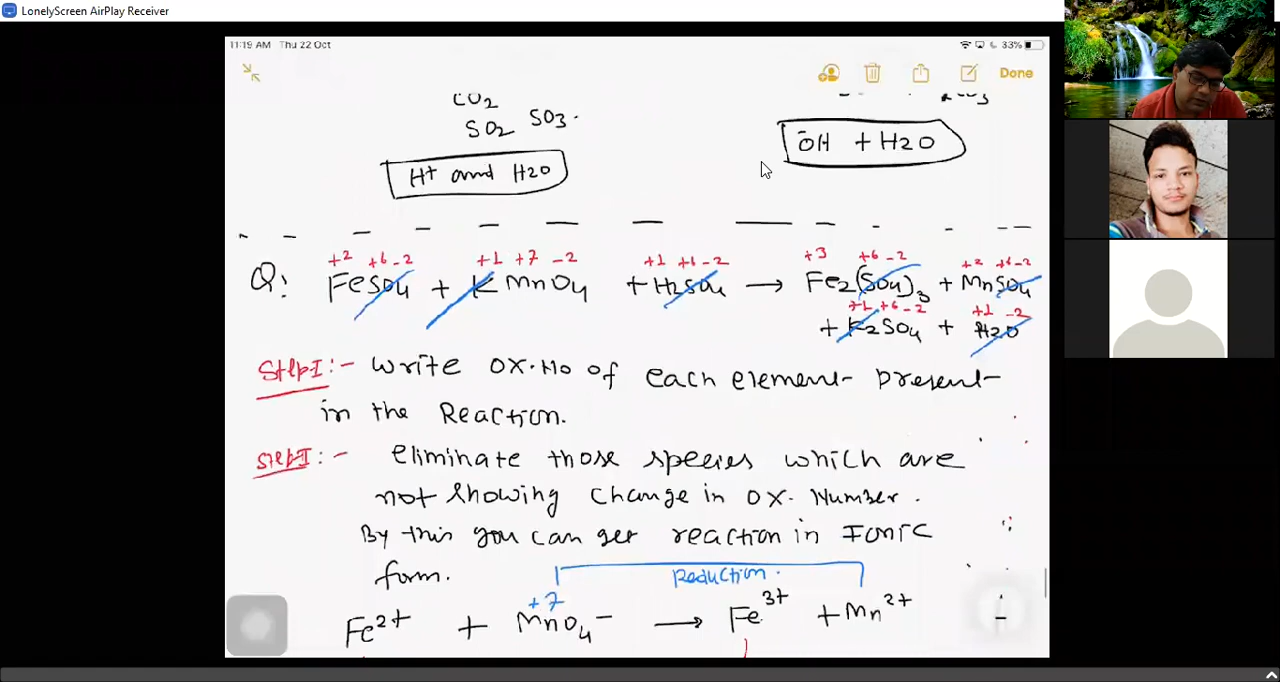 LonelyScreen AirPlay Receiver
11:19 AM Thu 22 Oct
33%
Done
CO2
SO2 SO3.
H+ and H2O
ŌH + H2O
+2 +6 -2 +1 +7 -2 +1 +6 -2 +3 +6 -2 +2 +6 -2
Q: FeSO4 + KMnO4 + H2SO4 → Fe2(SO4)3 + MnSO4
+1 +6 -2 +1 -2
+ K2SO4 + H2O
Step I :- Write OX. No of each element present
in the Reaction.
Step II :- eliminate those species which are
not showing change in OX. Number.
By this you can get reaction in Ionic
form.
Reduction.
+7
Fe2+ + MnO4- → Fe3+ + Mn2+